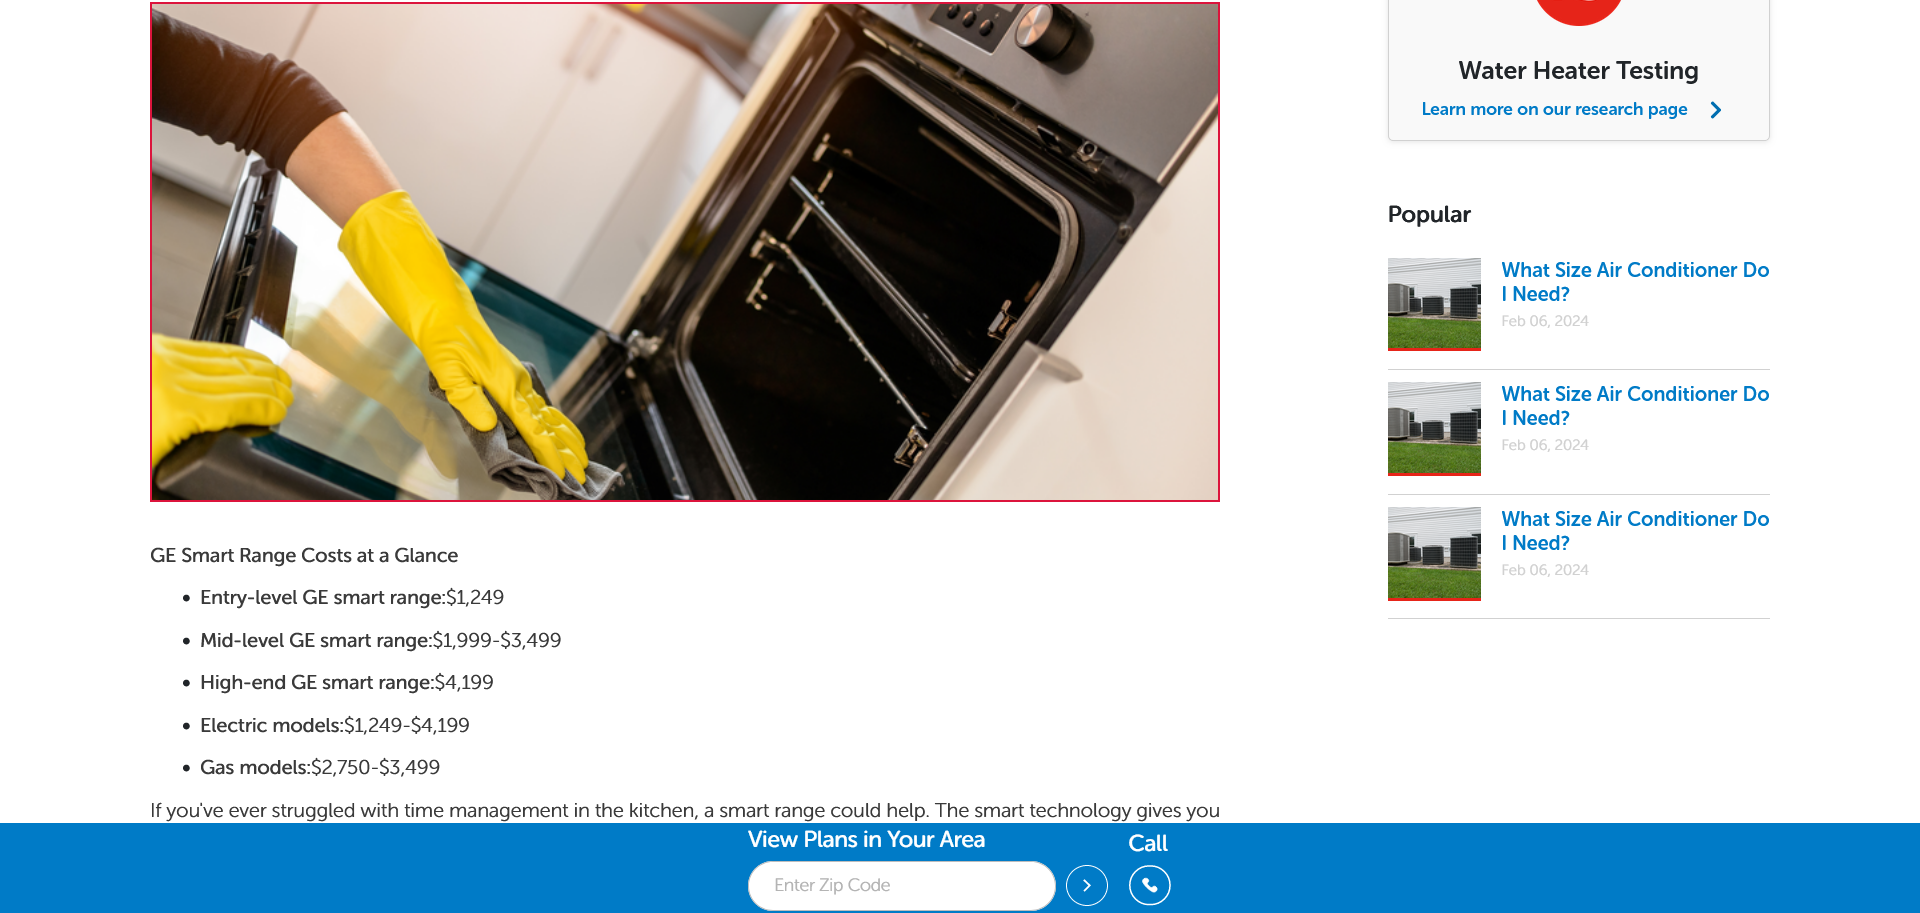 Water Heater Testing
Learn more on our research page
Popular
What Size Air Conditioner Do
I Need?
Feb 06, 2024
What Size Air Conditioner Do
I Need?
Feb 06, 2024
What Size Air Conditioner Do
I Need?
Feb 06, 2024
GE Smart Range Costs at a Glance
• Entry-level GE smart range:$1,249
• Mid-level GE smart range:$1,999-$3,499
• High-end GE smart range:$4,199
• Electric models:$1,249-$4,199
• Gas models:$2,750-$3,499
If you've ever struggled with time management in the kitchen, a smart range could help. The smart technology gives you
View Plans in Your Area
Call
Enter Zip Code